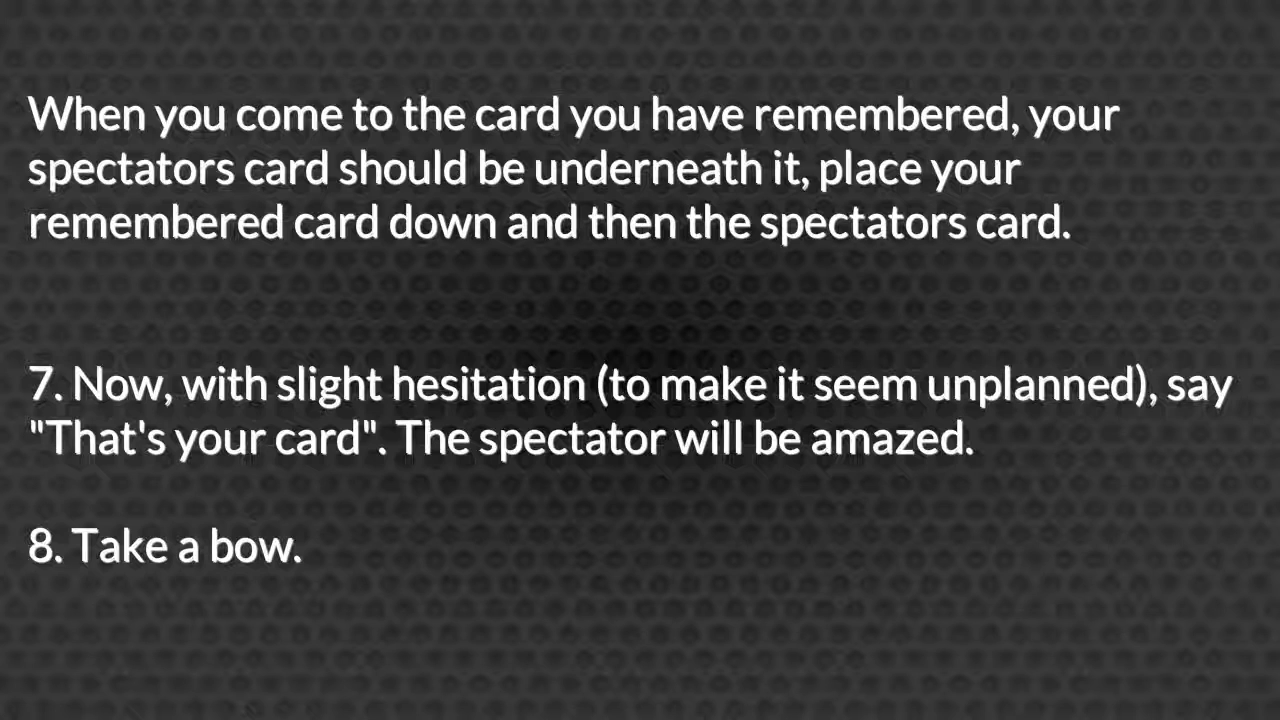 When you come to the card you have remembered, your
spectators card should be underneath it, place your
remembered card down and then the spectators card.
7. Now, with slight hesitation (to make it seem unplanned), say
"That's your card". The spectator will be amazed.
8. Take a bow.